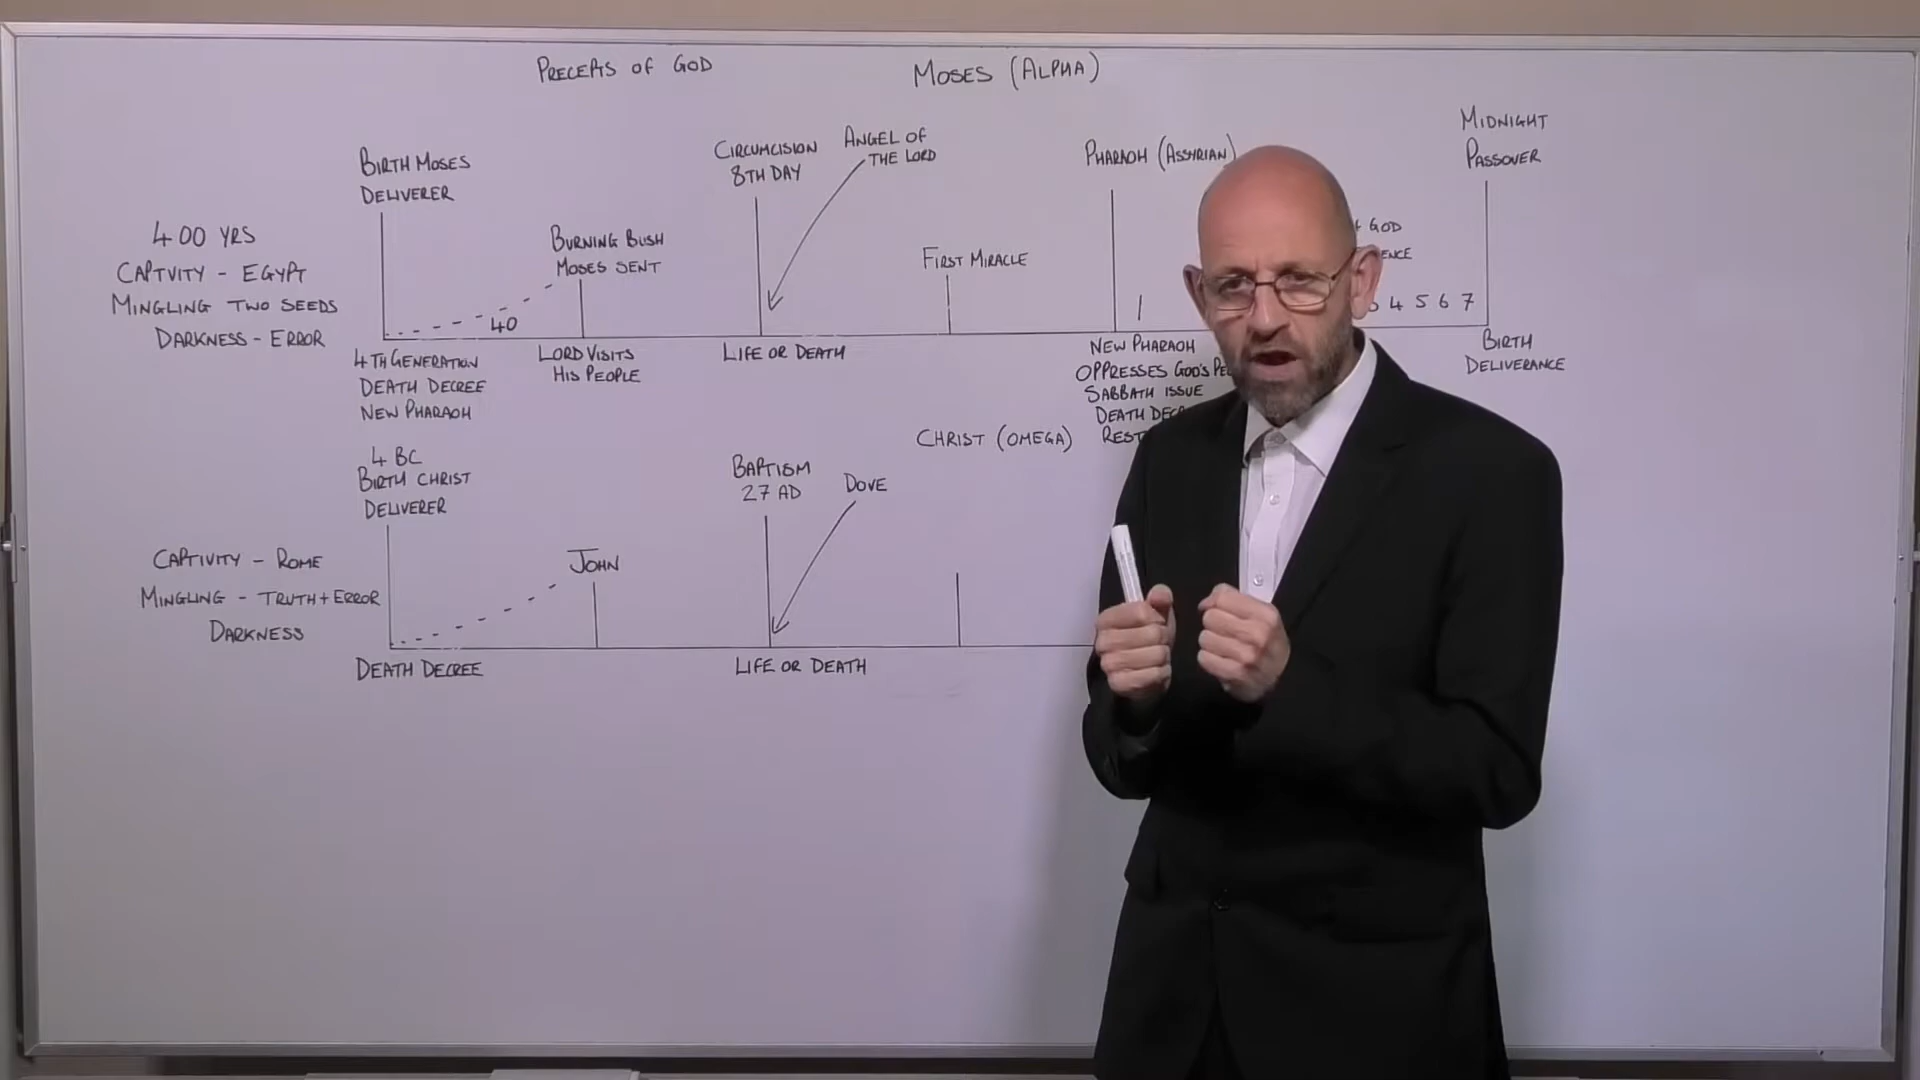 PRECEPTS OF GOD
MOSES (ALPHA)
400 YRS
CAPTVITY - EGYPT
MINGLING TWO SEEDS
DARKNESS - ERROR
BIRTH MOSES
DELIVERER
40
4TH GENERATION
DEATH DECREE
NEW PHARAOH
BURNING BUSH
MOSES SENT
LORD VISITS
HIS PEOPLE
CIRCUMCISION
8TH DAY
ANGEL OF
THE LORD
LIFE OR DEATH
FIRST MIRACLE
PHARAOH (ASSYRIAN)
1
NEW PHARAOH
OPPRESSES GOD'S
SABBATH ISSUE
DEATH
GOD
4 5 6 7
MIDNIGHT
PASSOVER
BIRTH
DELIVERANCE
CHRIST (OMEGA)
CAPTIVITY - ROME
MINGLING - TRUTH+ERROR
DARKNESS
4 BC
BIRTH CHRIST
DELIVERER
DEATH DECREE
JOHN
BAPTISM
27 AD
DOVE
LIFE OR DEATH